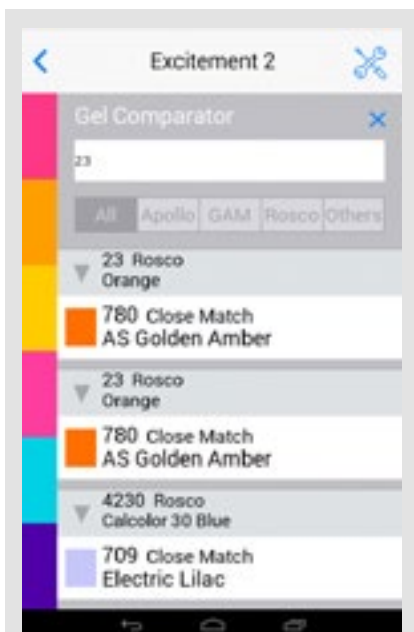 Excitement 2
Gel Comparator
23
All Apollo GAM Rosco Others
23 Rosco
Orange
780 Close Match
AS Golden Amber
23 Rosco
Orange
780 Close Match
AS Golden Amber
4230 Rosco
Calcolor 30 Blue
709 Close Match
Electric Lilac